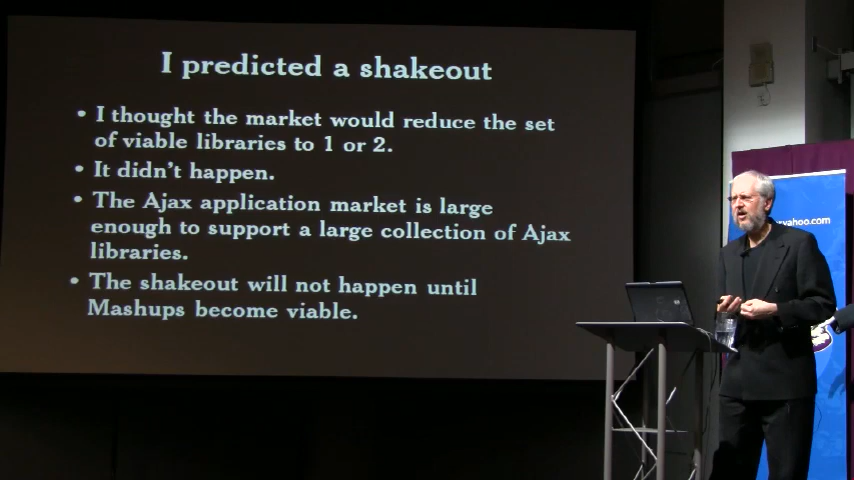 I predicted a shakeout
• I thought the market would reduce the set
of viable libraries to 1 or 2.
• It didn't happen.
• The Ajax application market is large
enough to support a large collection of Ajax
libraries.
• The shakeout will not happen until
Mashups become viable.
yahoo.com